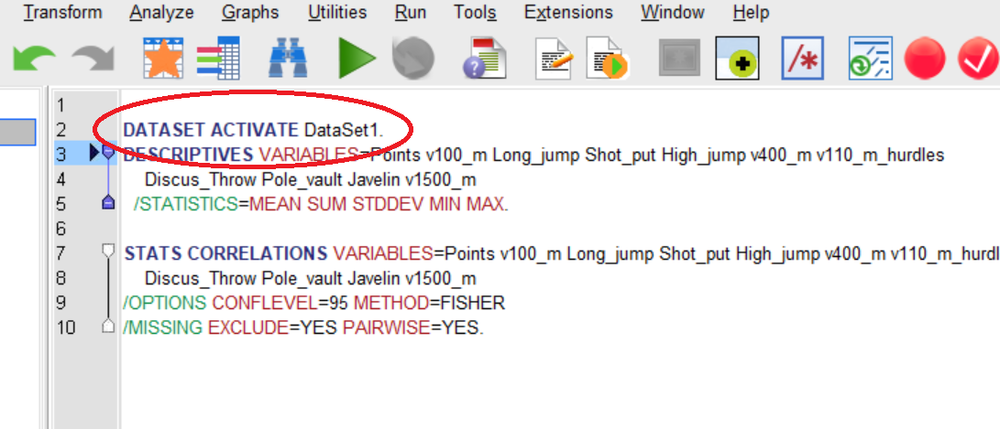 Transform Analyze Graphs Utilities Run Tools Extensions Window Help
1
2 DATASET ACTIVATE DataSet1.
3 DESCRIPTIVES VARIABLES=Points v100_m Long_jump Shot_put High_jump v400_m v110_m_hurdles
4 Discus_Throw Pole_vault Javelin v1500_m
5 /STATISTICS=MEAN SUM STDDEV MIN MAX.
6
7 STATS CORRELATIONS VARIABLES=Points v100_m Long_jump Shot_put High_jump v400_m v110_m_hurdl
8 Discus_Throw Pole_vault Javelin v1500_m
9 /OPTIONS CONFLEVEL=95 METHOD=FISHER
10 /MISSING EXCLUDE=YES PAIRWISE=YES.